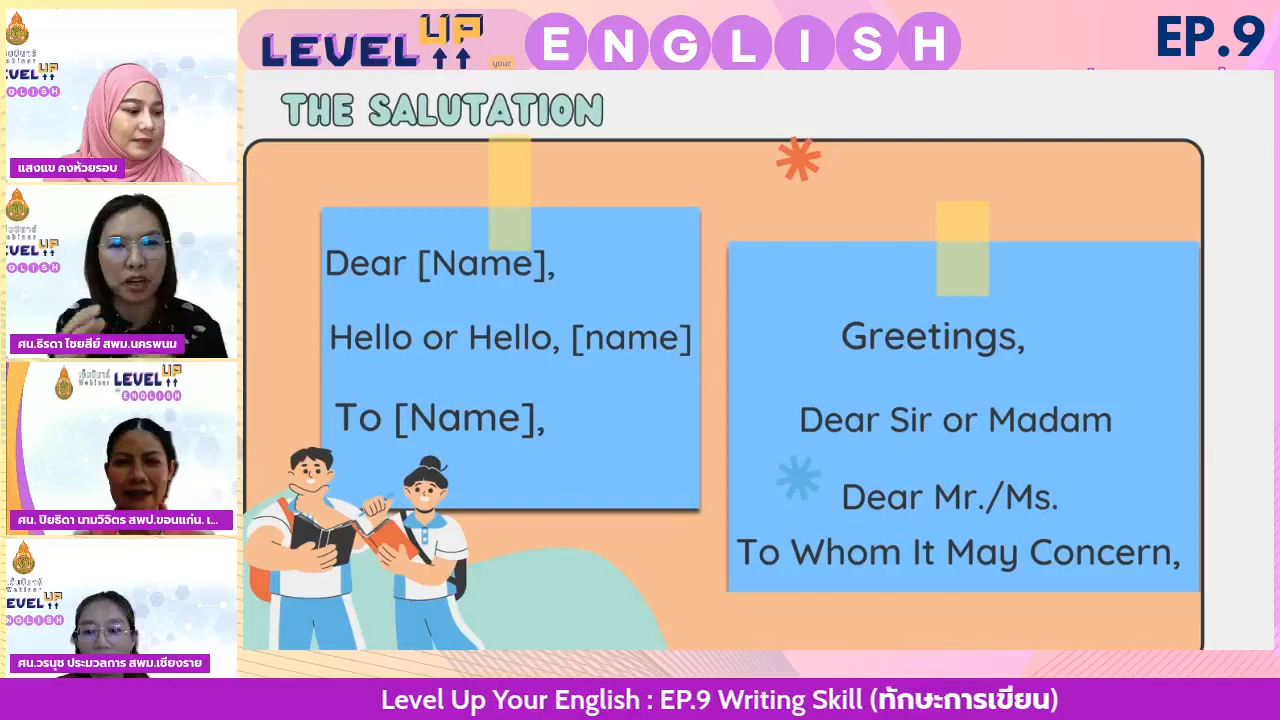 LEVEL UP your ENGLISH
EP.9
THE SALUTATION
Dear [Name],
Hello or Hello, [name]
To [Name],
Greetings,
Dear Sir or Madam
Dear Mr./Ms.
To Whom It May Concern,
แสงแข คงห้วยรอบ
ศน.ธิรดา ไชยสีย์ สพม.นครพนม
Webinar
LEVEL UP
ENGLISH
ศน. ปิยธิดา นามวิจิตร สพป.ขอนแก่น. เ...
ศน.วรนุช ประมวลการ สพม.เชียงราย
Level Up Your English : EP.9 Writing Skill (ทักษะการเขียน)